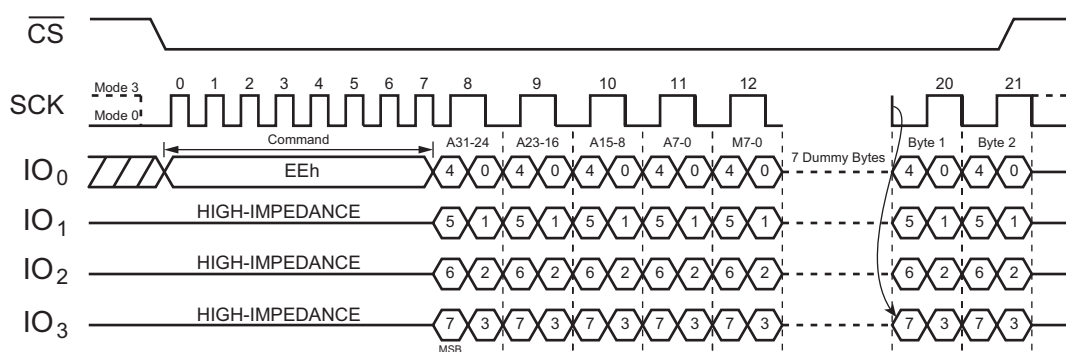 CS
Mode 3
Mode 0
SCK
0 1 2 3 4 5 6 7 8 9 10 11 12 20 21
Command
A31-24 A23-16 A15-8 A7-0 M7-0 7 Dummy Bytes Byte 1 Byte 2
IO0 EEh 4 0 4 0 4 0 4 0 4 0 4 0 4 0
IO1 HIGH-IMPEDANCE 5 1 5 1 5 1 5 1 5 1 5 1 5 1
IO2 HIGH-IMPEDANCE 6 2 6 2 6 2 6 2 6 2 6 2 6 2
IO3 HIGH-IMPEDANCE 7 3 7 3 7 3 7 3 7 3 7 3 7 3
MSB